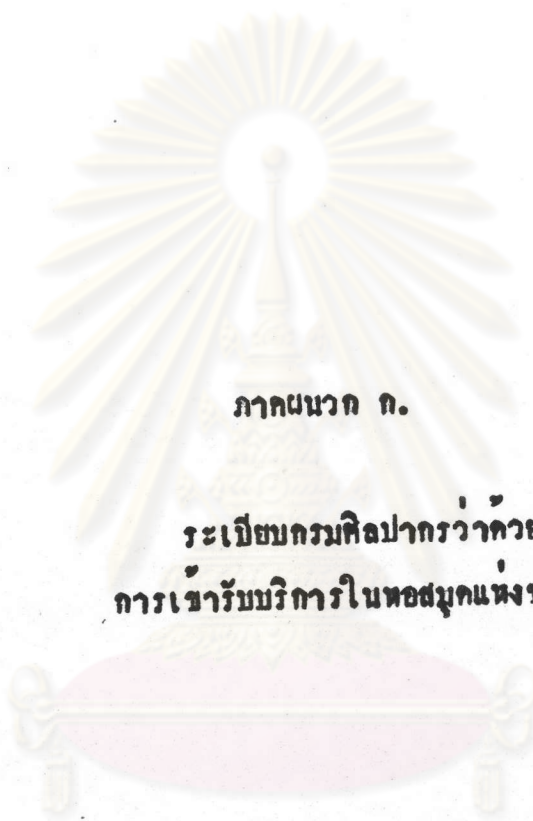 ภาคผนวก ก.
ระเบียบกรมศิลปากรว่าด้วย
การเข้ารับบริการในหอสมุดแห่งช